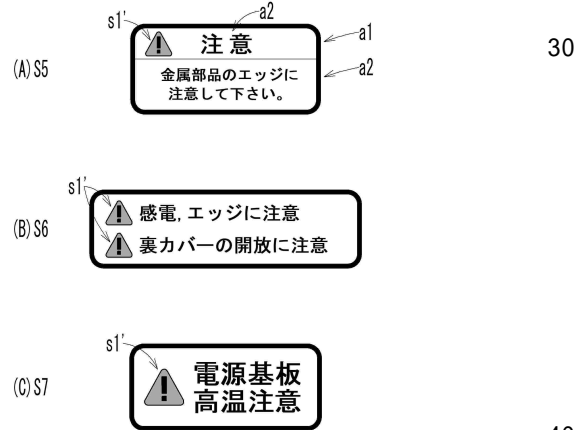 s1' a2
注意 a1
(A) S5 30
金属部品のエッジに a2
注意して下さい。
s1'
感電,エッジに注意
(B) S6
裏カバーの開放に注意
s1'
電源基板
(C) S7
高温注意